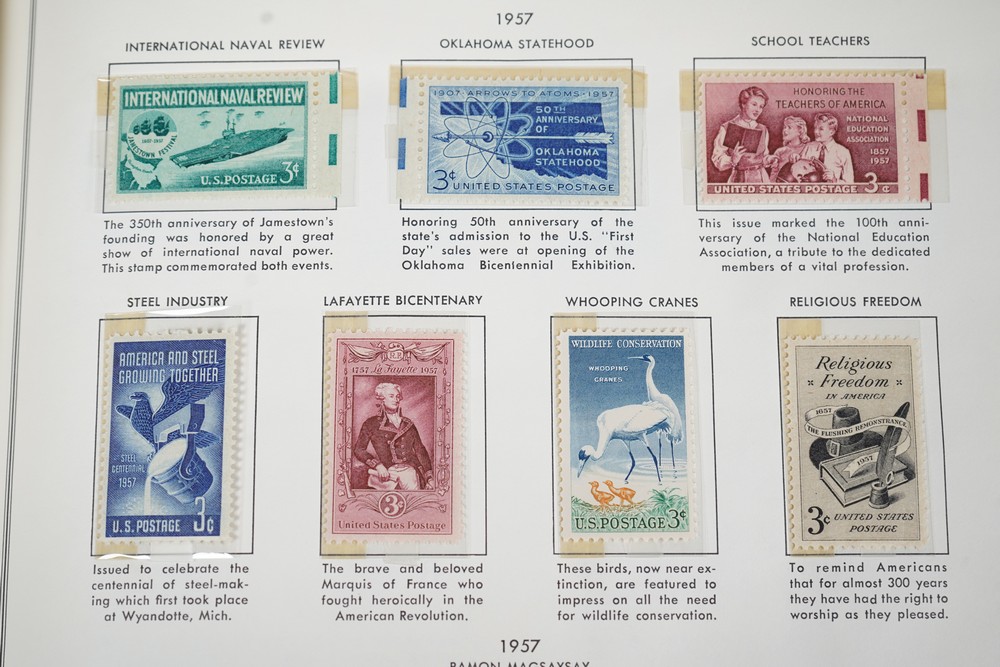 1957
INTERNATIONAL NAVAL REVIEW
INTERNATIONAL NAVAL REVIEW
1607-1957
JAMESTOWN FESTIVAL
U.S. POSTAGE 3¢
The 350th anniversary of Jamestown's
founding was honored by a great
show of international naval power.
This stamp commemorated both events.
OKLAHOMA STATEHOOD
1907·ARROWS TO ATOMS·1957
50TH
ANNIVERSARY
OF
OKLAHOMA
STATEHOOD
3¢ UNITED STATES POSTAGE
Honoring 50th anniversary of the
state's admission to the U.S. "First
Day" sales were at opening of the
Oklahoma Bicentennial Exhibition.
SCHOOL TEACHERS
HONORING THE
TEACHERS OF AMERICA
NATIONAL
EDUCATION
ASSOCIATION
1857
1957
UNITED STATES POSTAGE 3¢
This issue marked the 100th anni-
versary of the National Education
Association, a tribute to the dedicated
members of a vital profession.
STEEL INDUSTRY
AMERICA AND STEEL
GROWING TOGETHER
STEEL
CENTENNIAL
1957
U.S. POSTAGE 3¢
Issued to celebrate the
centennial of steel-mak-
ing which first took place
at Wyandotte, Mich.
LAFAYETTE BICENTENARY
1757 La Fayette 1957
3¢
United States Postage
The brave and beloved
Marquis of France who
fought heroically in the
American Revolution.
WHOOPING CRANES
WILDLIFE CONSERVATION
WHOOPING
CRANES
U.S. POSTAGE 3¢
These birds, now near ex-
tinction, are featured to
impress on all the need
for wildlife conservation.
RELIGIOUS FREEDOM
Religious
Freedom
IN AMERICA
1657
THE FLUSHING REMONSTRANCE
1957
3¢ UNITED STATES
POSTAGE
To remind Americans
that for almost 300 years
they have had the right to
worship as they pleased.
1957
RAMON MAGSAYSAY